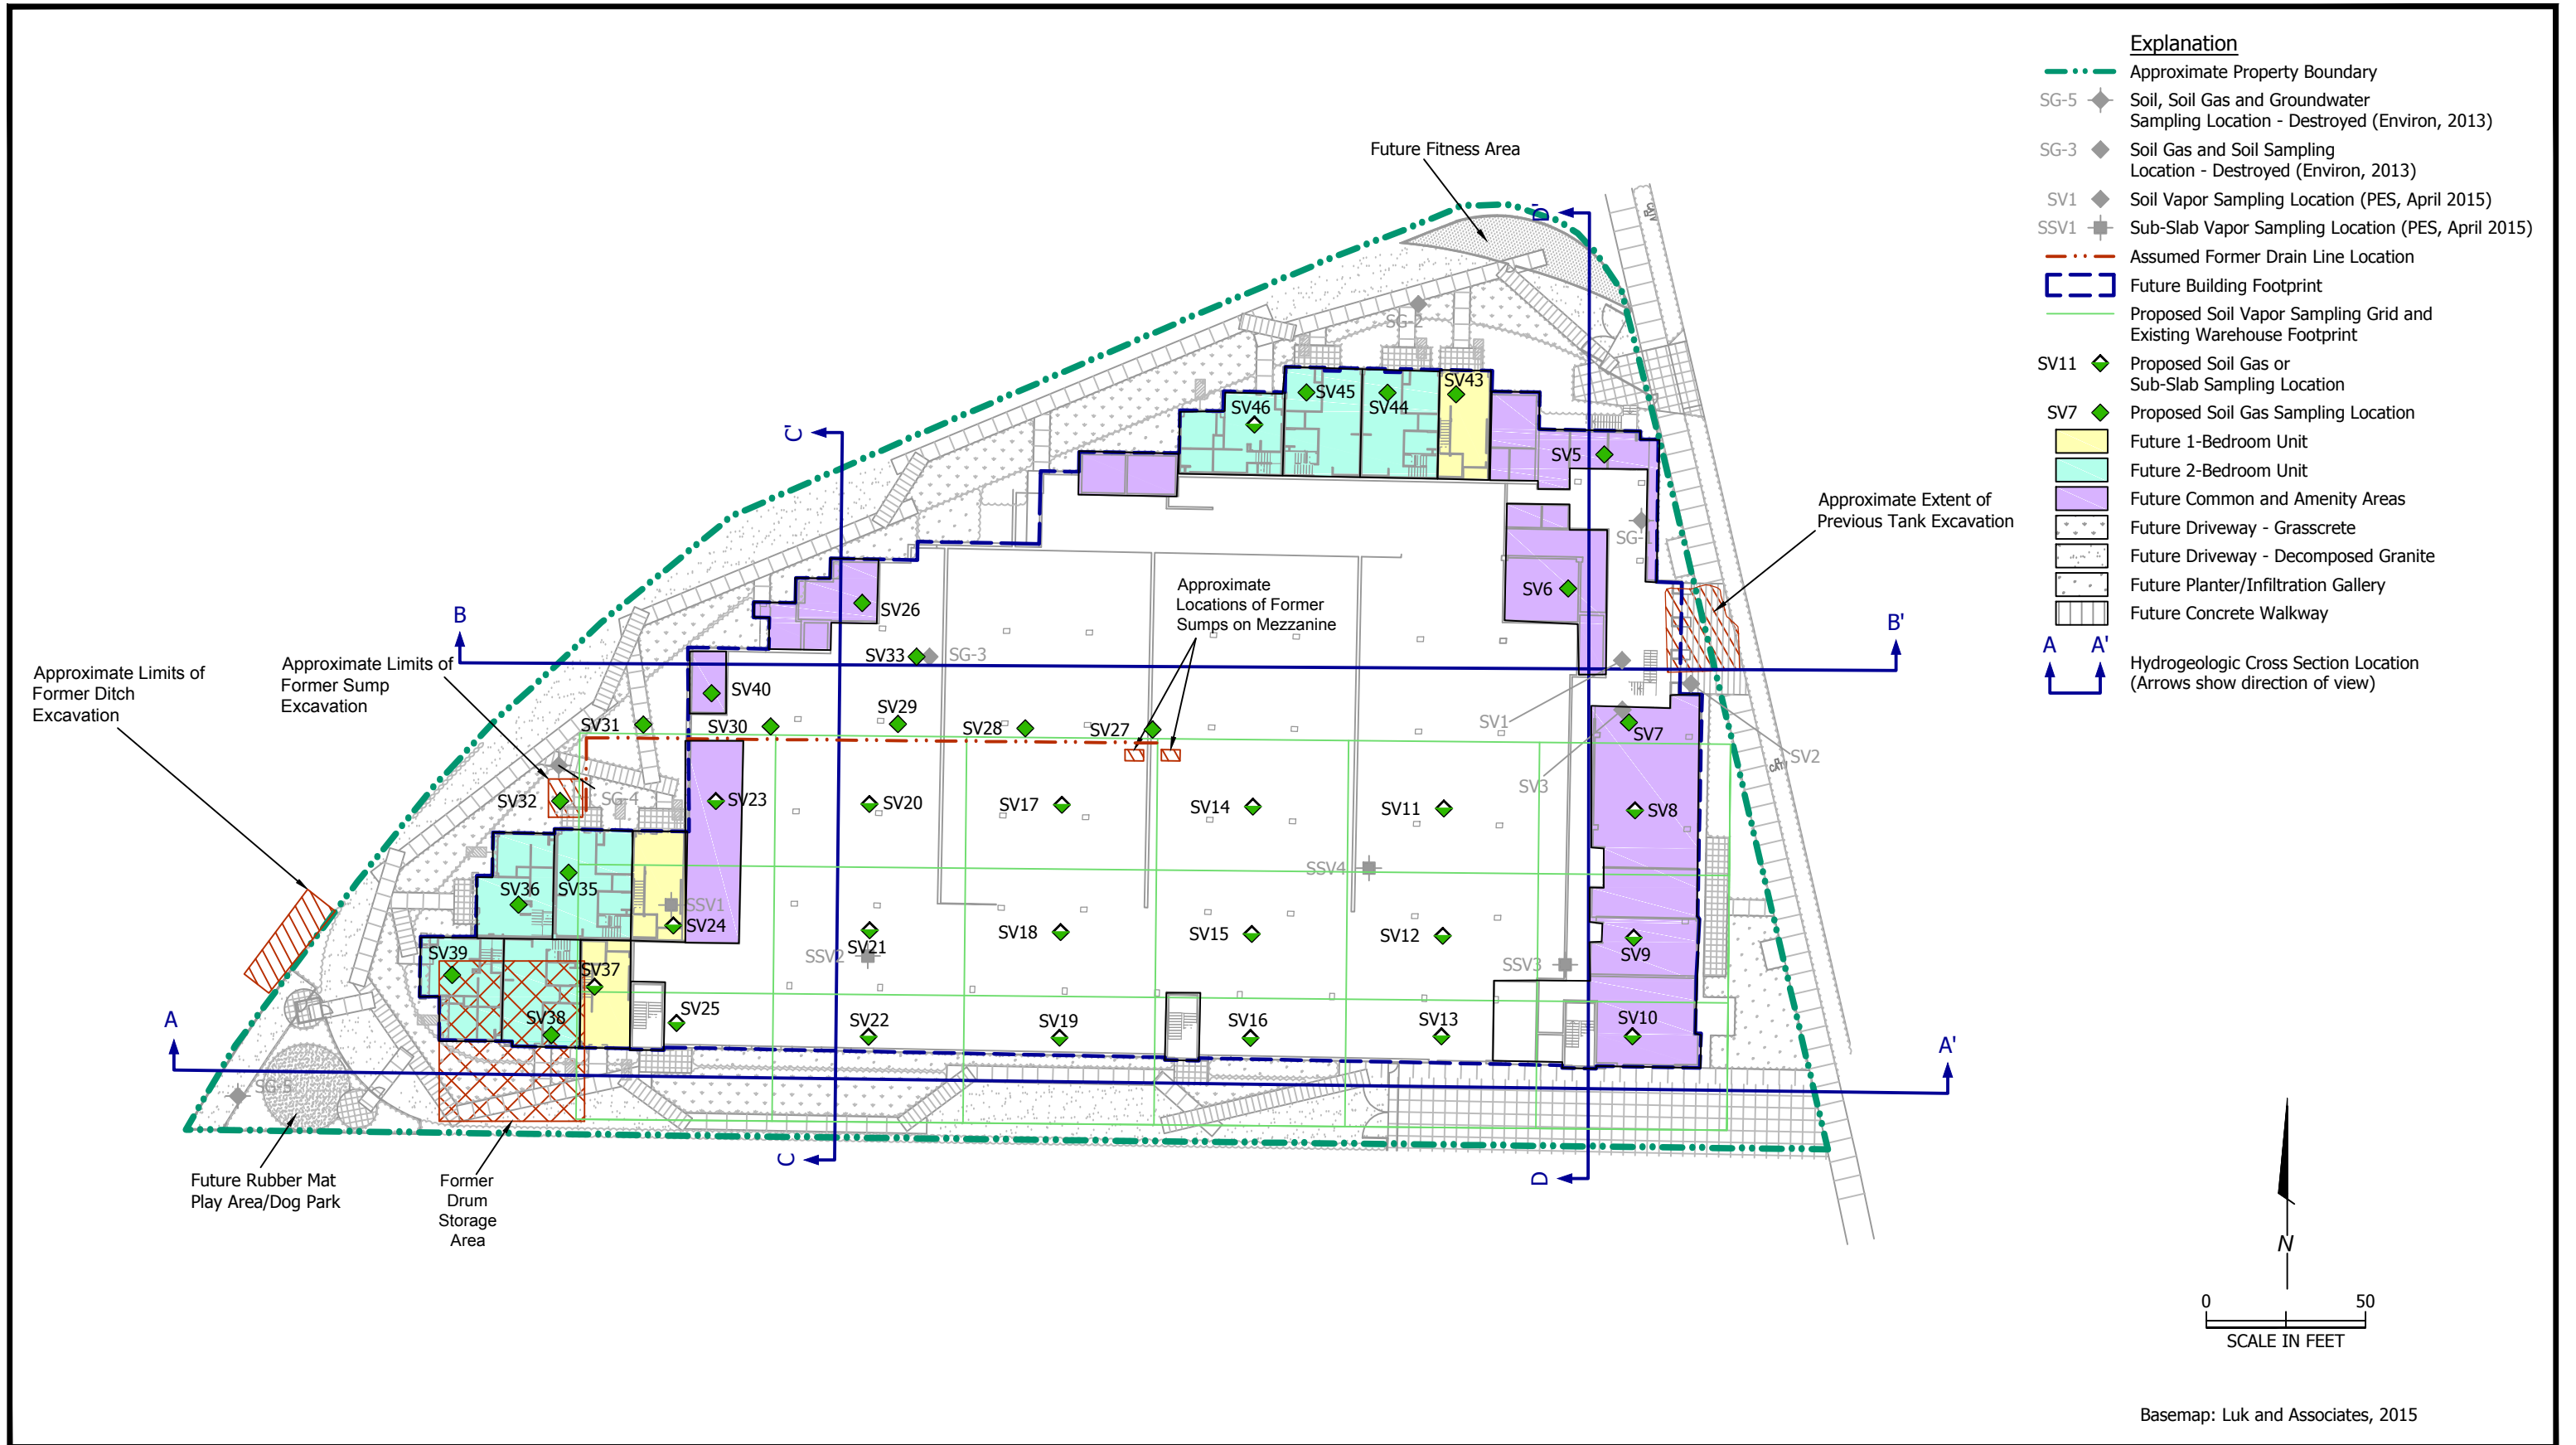 Explanation
Approximate Property Boundary
SG-5
Soil, Soil Gas and Groundwater
Sampling Location - Destroyed (Environ, 2013)
SG-3
Soil Gas and Soil Sampling
Location - Destroyed (Environ, 2013)
SV1
Soil Vapor Sampling Location (PES, April 2015)
SSV1
Sub-Slab Vapor Sampling Location (PES, April 2015)
Assumed Former Drain Line Location
Future Building Footprint
Proposed Soil Vapor Sampling Grid and
Existing Warehouse Footprint
SV11
Proposed Soil Gas or
Sub-Slab Sampling Location
SV7
Proposed Soil Gas Sampling Location
Future 1-Bedroom Unit
Future 2-Bedroom Unit
Future Common and Amenity Areas
Future Driveway - Grasscrete
Future Driveway - Decomposed Granite
Future Planter/Infiltration Gallery
Future Concrete Walkway
A A'
Hydrogeologic Cross Section Location
(Arrows show direction of view)
Future Fitness Area
D'
SG-2
SV43
SV45
SV44
SV46
C'
SV5
Approximate Extent of
Previous Tank Excavation
SG-1
Approximate
Locations of Former
Sumps on Mezzanine
SV6
SV26
B
B'
SV33
SG-3
Approximate Limits of
Former Ditch
Excavation
Approximate Limits of
Former Sump
Excavation
SV40
SV31
SV30
SV29
SV28
SV27
SV1
SV7
SV2
SV3
SV32
SG-4
SV23
SV20
SV17
SV14
SV11
SV8
SSV4
SV36
SV35
SSV1
SV24
SV21
SSV2
SV18
SV15
SV12
SV9
SSV3
SV39
SV37
SV38
SV25
SV22
SV19
SV16
SV13
SV10
A
A'
SG-5
C
D
Future Rubber Mat
Play Area/Dog Park
Former
Drum
Storage
Area
N
0 50
SCALE IN FEET
Basemap: Luk and Associates, 2015